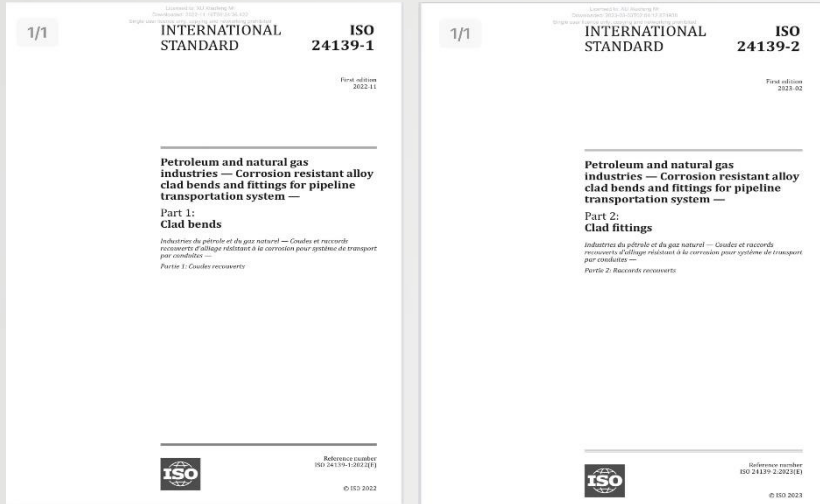 1/1
INTERNATIONAL
STANDARD
ISO
24139-1
First edition
2022-11
Petroleum and natural gas
industries — Corrosion resistant alloy
clad bends and fittings for pipeline
transportation system —
Part 1:
Clad bends
Industries du pétrole et du gaz naturel — Coudes et raccords
recouverts d'alliage résistant à la corrosion pour système de transport
par conduites —
Partie 1: Coudes recouverts
ISO
Reference number
ISO 24139-1:2022(E)
© ISO 2022
1/1
INTERNATIONAL
STANDARD
ISO
24139-2
First edition
2023-02
Petroleum and natural gas
industries — Corrosion resistant alloy
clad bends and fittings for pipeline
transportation system —
Part 2:
Clad fittings
Industries du pétrole et du gaz naturel — Coudes et raccords
recouverts d'alliage résistant à la corrosion pour système de transport
par conduites —
Partie 2: Raccords recouverts
ISO
Reference number
ISO 24139-2:2023(E)
© ISO 2023